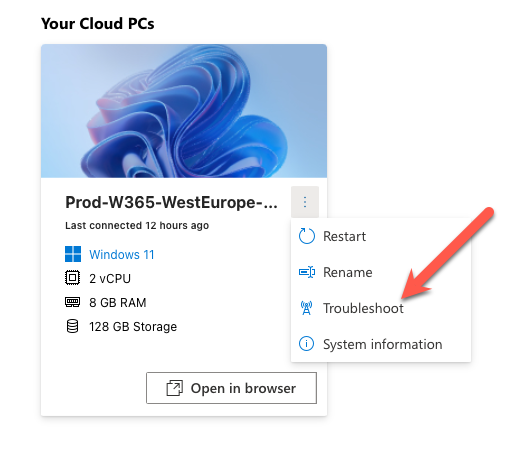 Your Cloud PCs
Prod-W365-WestEurope-...
Last connected 12 hours ago
Windows 11
2 vCPU
8 GB RAM
128 GB Storage
Open in browser
Restart
Rename
Troubleshoot
System information